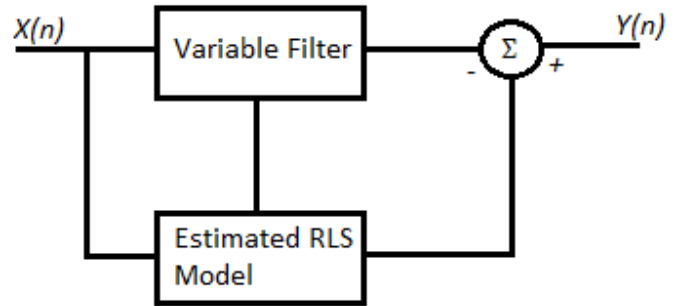 X(n)
Variable Filter
Σ
Y(n)
-
+
Estimated RLS
Model